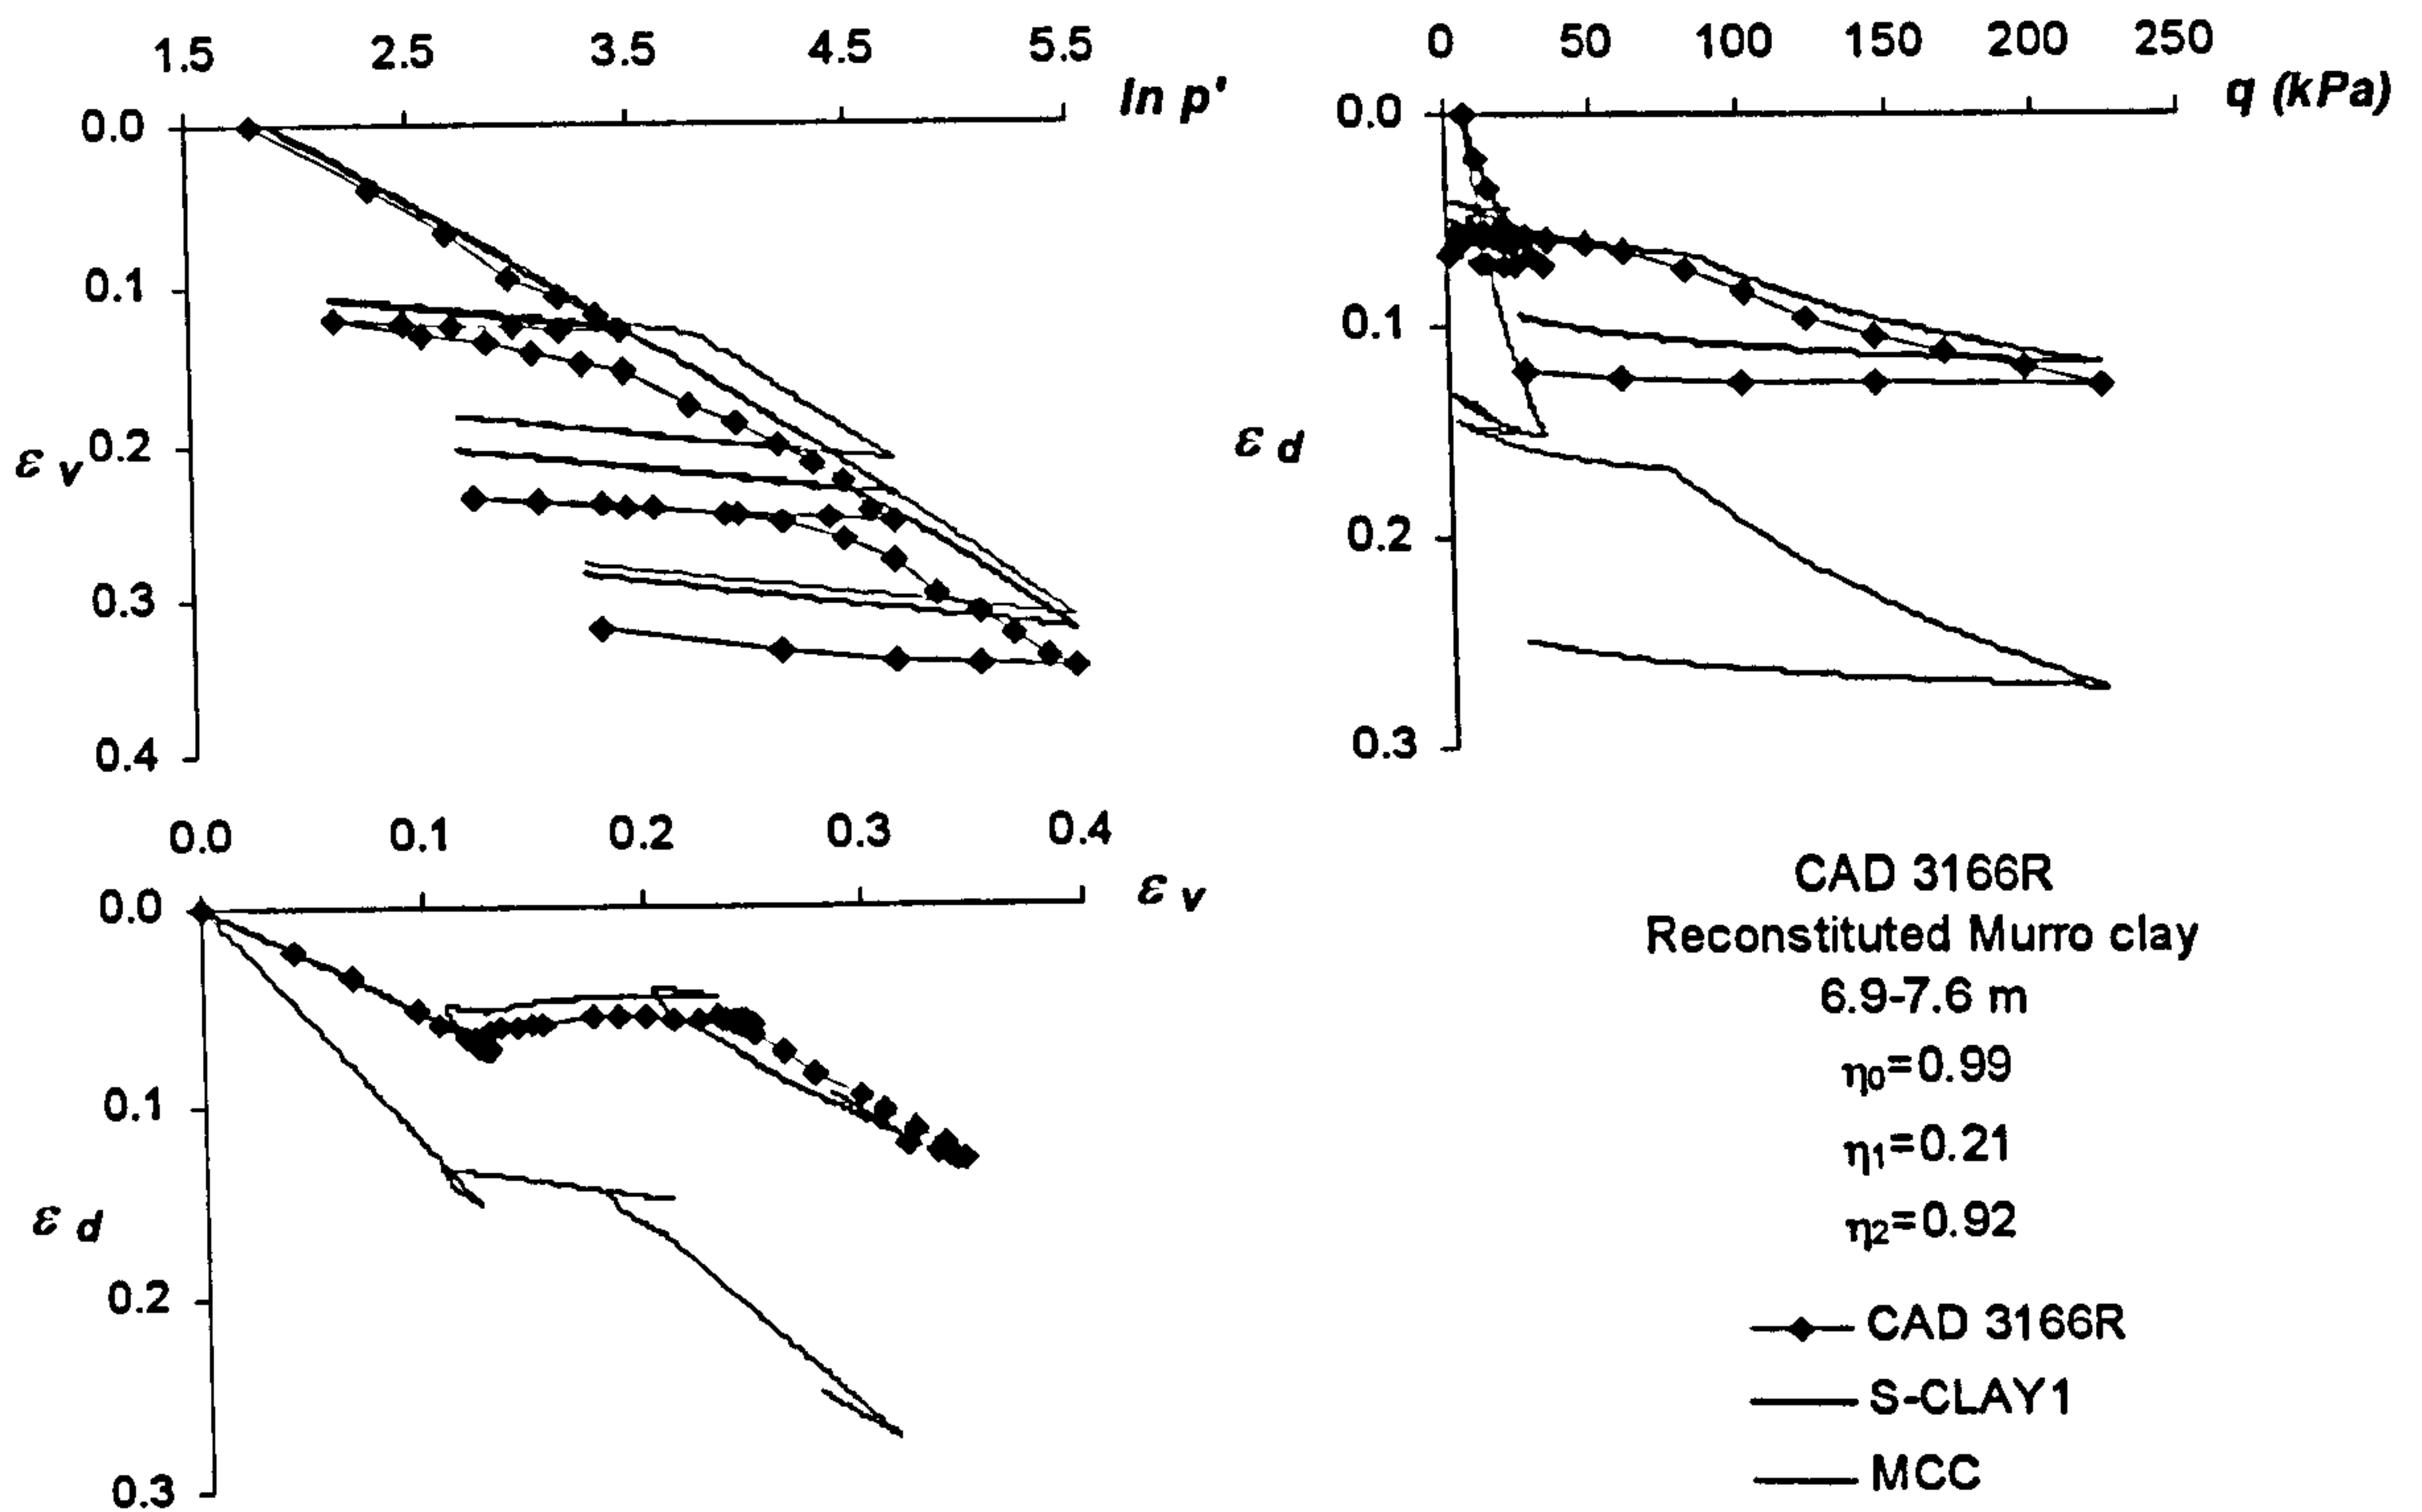 1.5 2.5 3.5 4.5 5.5
ln p'
0.0
0.1
0.2
0.3
0.4
ε v
0 50 100 150 200 250
q (kPa)
0.0
0.1
0.2
0.3
ε d
0.0 0.1 0.2 0.3 0.4
ε v
0.0
0.1
0.2
0.3
ε d
CAD 3166R
Reconstituted Murro clay
6.9-7.6 m
η0=0.99
η1=0.21
η2=0.92
CAD 3166R
S-CLAY1
MCC